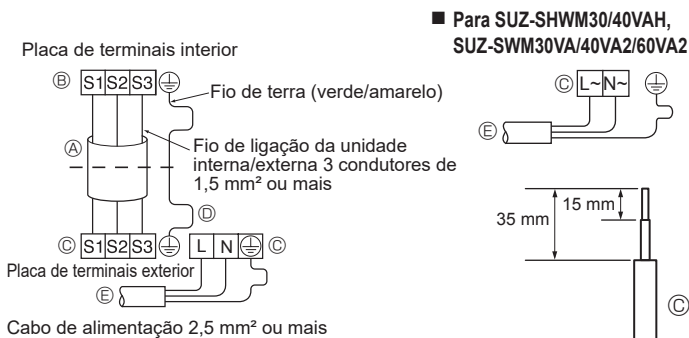 ■ Para SUZ-SHWM30/40VAH,
SUZ-SWM30VA/40VA2/60VA2
Placa de terminais interior
Ⓑ S1 S2 S3
Fio de terra (verde/amarelo)
Ⓐ
Fio de ligação da unidade
interna/externa 3 condutores de
1,5 mm² ou mais
Ⓓ
Ⓒ S1 S2 S3
L N Ⓒ
Placa de terminais exterior
Ⓔ
Cabo de alimentação 2,5 mm² ou mais
Ⓒ L~ N~
Ⓔ
35 mm
15 mm
Ⓒ